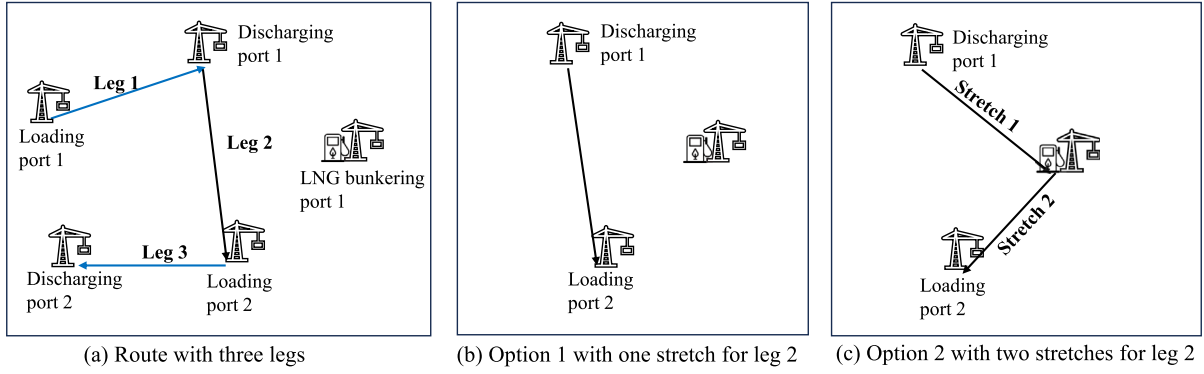 Discharging
port 1
Leg 1
Loading
port 1
Leg 2
LNG bunkering
port 1
Leg 3
Discharging
port 2
Loading
port 2
(a) Route with three legs
Discharging
port 1
Loading
port 2
(b) Option 1 with one stretch for leg 2
Discharging
port 1
Stretch 1
Stretch 2
Loading
port 2
(c) Option 2 with two stretches for leg 2